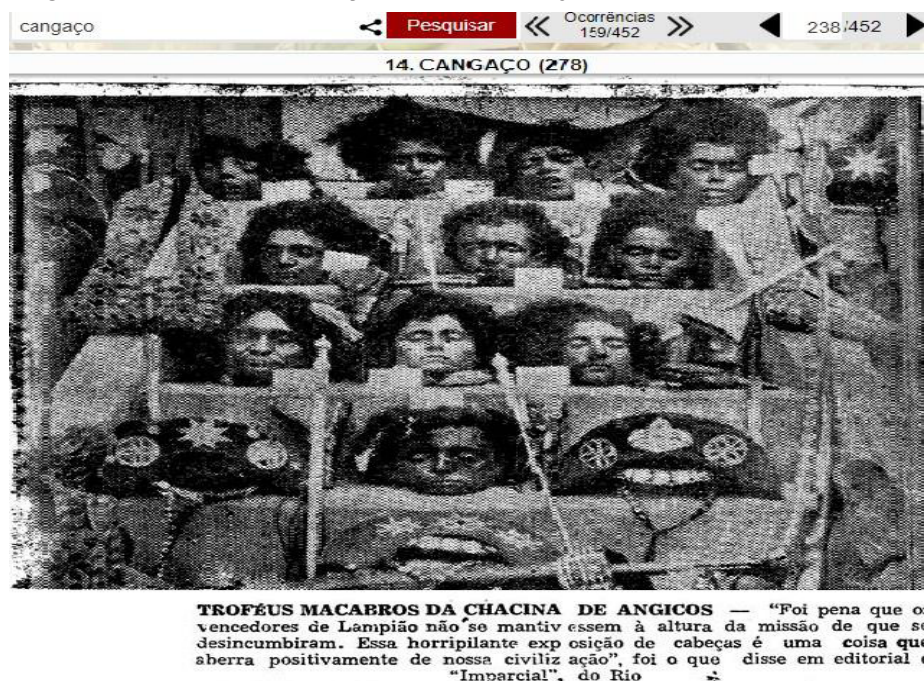 cangaço Pesquisar Ocorrências 159/452 238/452
14. CANGAÇO (278)
TROFÉUS MACABROS DA CHACINA DE ANGICOS — "Foi pena que o
vencedores de Lampião não se mantivessem à altura da missão de que s
desincumbiram. Essa horripilante exposição de cabeças é uma coisa que
aberra positivamente de nossa civilização", foi o que disse em editorial
"Imparcial", do Rio